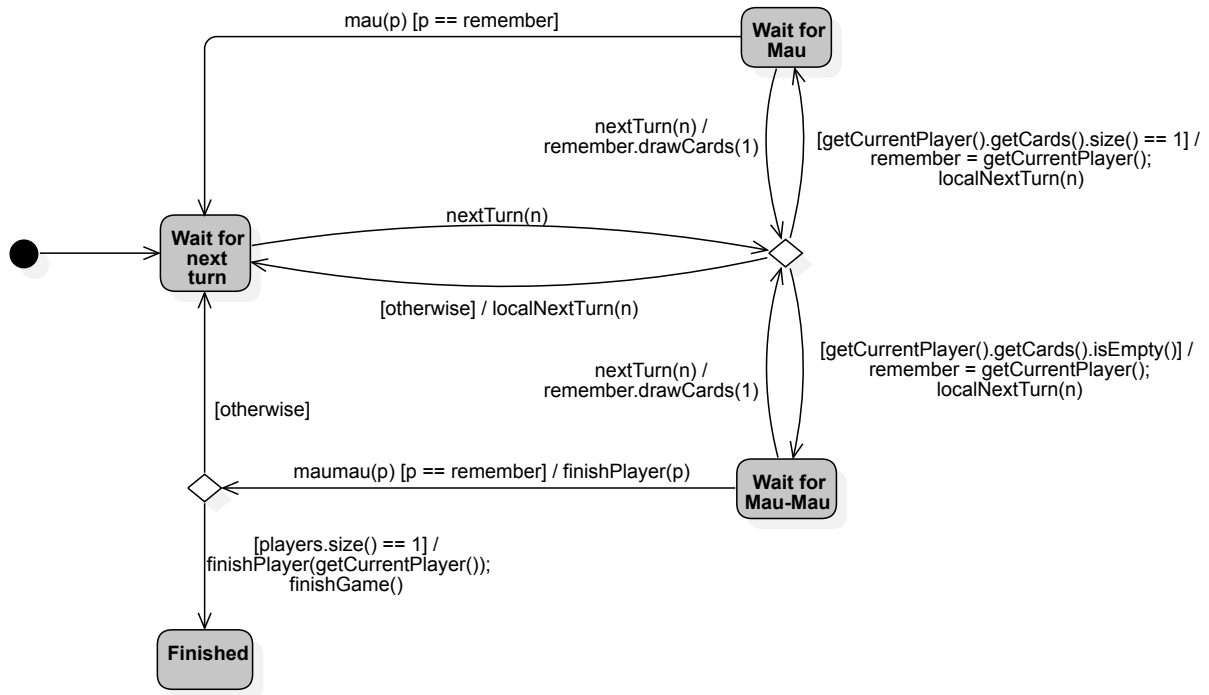 mau(p) [p == remember]
Wait for
Mau
nextTurn(n) /
remember.drawCards(1)
[getCurrentPlayer().getCards().size() == 1] /
remember = getCurrentPlayer();
localNextTurn(n)
nextTurn(n)
Wait for
next
turn
[otherwise] / localNextTurn(n)
nextTurn(n) /
remember.drawCards(1)
[getCurrentPlayer().getCards().isEmpty()] /
remember = getCurrentPlayer();
localNextTurn(n)
[otherwise]
maumau(p) [p == remember] / finishPlayer(p)
Wait for
Mau-Mau
[players.size() == 1] /
finishPlayer(getCurrentPlayer());
finishGame()
Finished